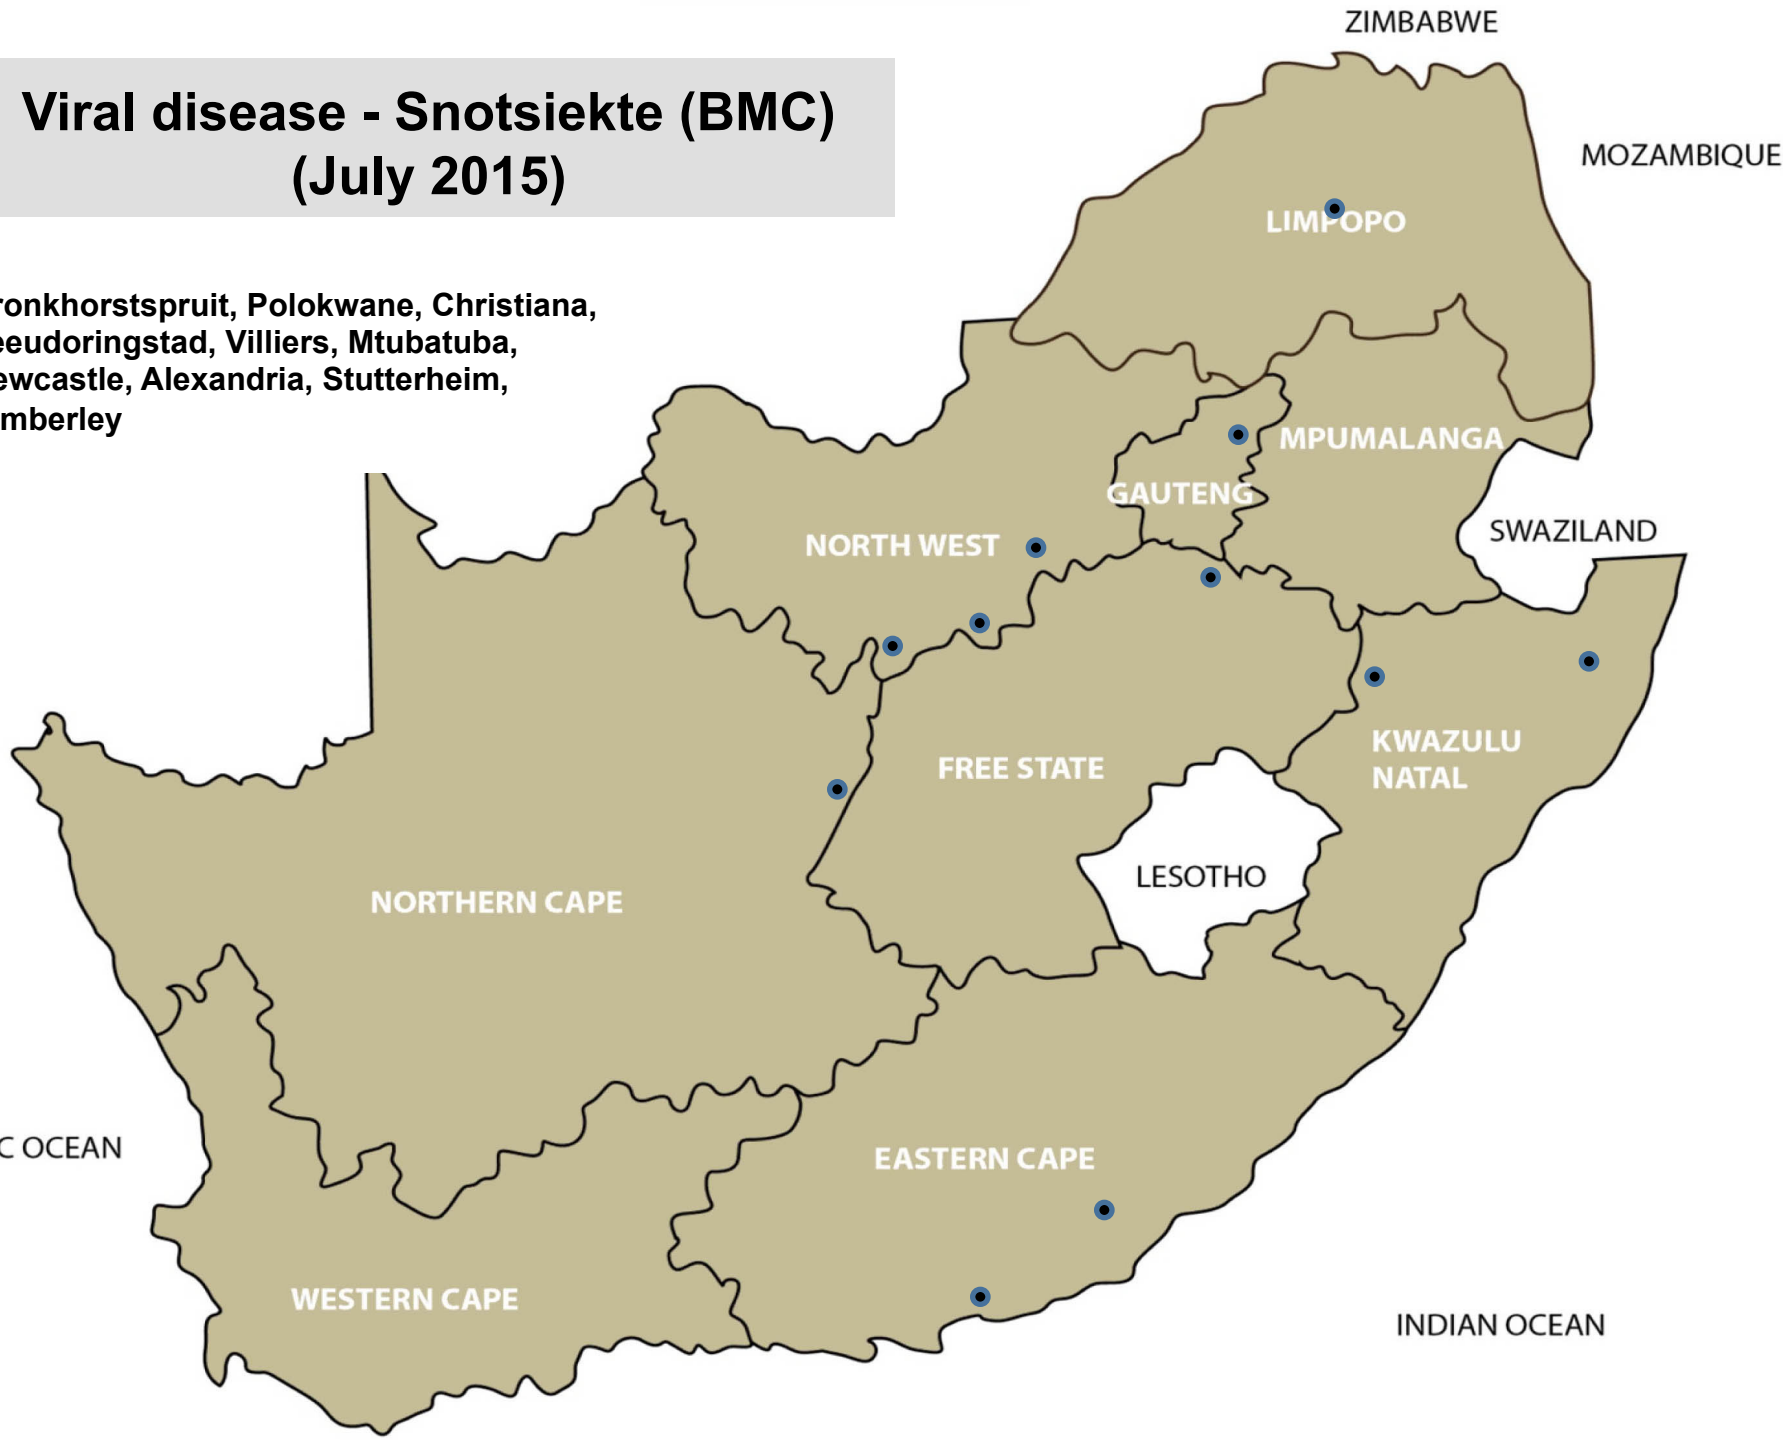 ZIMBABWE
Viral disease - Snotsiekte (BMC)
(July 2015)
MOZAMBIQUE
LIMPOPO
ronkhorstspruit, Polokwane, Christiana,
eeudoringstad, Villiers, Mtubatuba,
ewcastle, Alexandria, Stutterheim,
mberley
MPUMALANGA
GAUTENG
NORTH WEST
SWAZILAND
KWAZULU
NATAL
FREE STATE
LESOTHO
NORTHERN CAPE
C OCEAN
EASTERN CAPE
WESTERN CAPE
INDIAN OCEAN